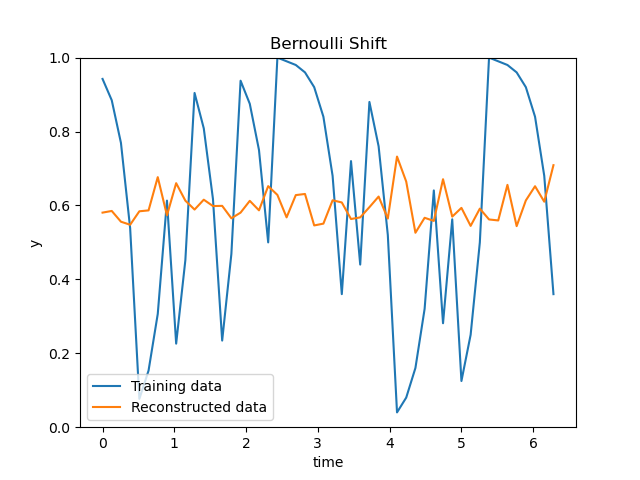 Bernoulli Shift
1.0
0.8
0.6
0.4
0.2
0.0
y
Training data
Reconstructed data
0 1 2 3 4 5 6
time